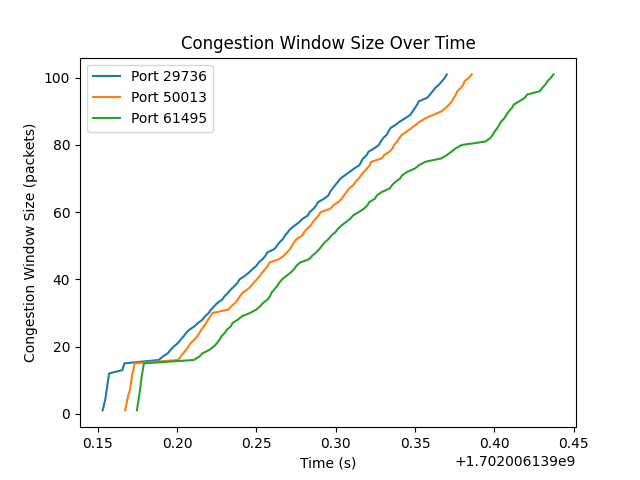 Congestion Window Size Over Time
Port 29736
Port 50013
Port 61495
Congestion Window Size (packets)
100
80
60
40
20
0
0.15 0.20 0.25 0.30 0.35 0.40 0.45
Time (s)
+1.702006139e9